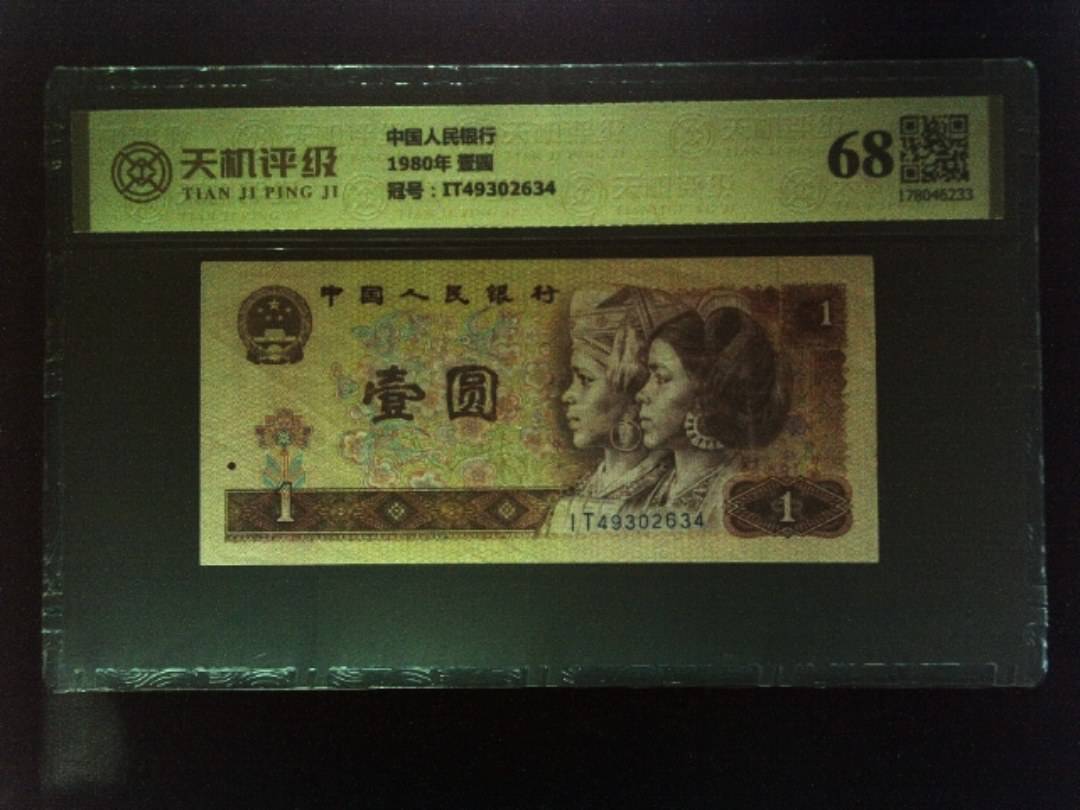 天机评级
TIAN JI PING JI
中国人民银行
1980年 壹圆
冠号：IT49302634
68
178046233
中国人民银行
1
壹圆
1
IT49302634
1